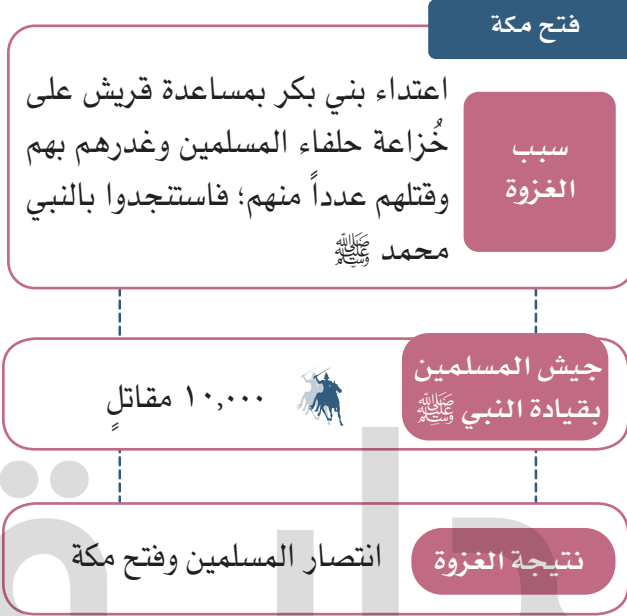 فتح مكة
سبب
الغزوة
اعتداء بني بكر بمساعدة قريش على
خُزاعة حلفاء المسلمين وغدرهم بهم
وقتلهم عدداً منهم؛ فاستنجدوا بالنبي
محمد ﷺ
جيش المسلمين
بقيادة النبي ﷺ
١٠,٠٠٠ مقاتلٍ
نتيجة الغزوة
انتصار المسلمين وفتح مكة